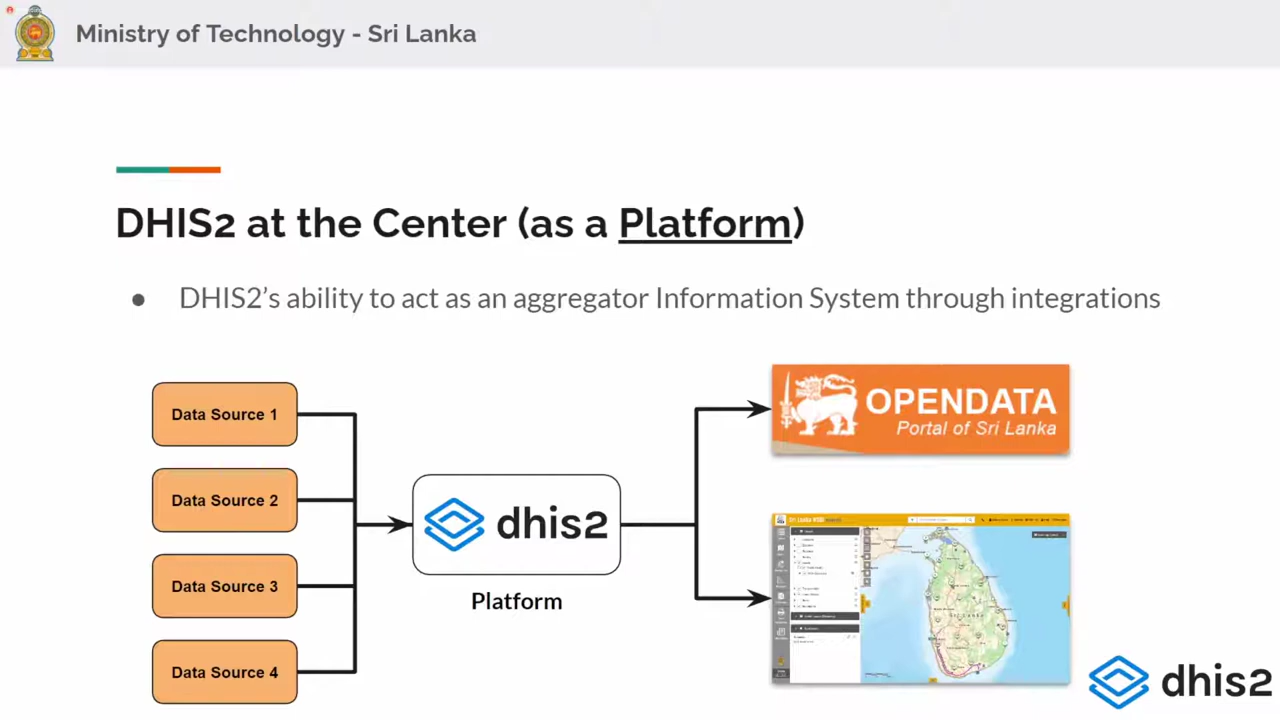 Ministry of Technology - Sri Lanka
DHIS2 at the Center (as a Platform)
● DHIS2’s ability to act as an aggregator Information System through integrations
Data Source 1
Data Source 2
Data Source 3
Data Source 4
dhis2
Platform
OPENDATA
Portal of Sri Lanka
Sri Lanka
dhis2